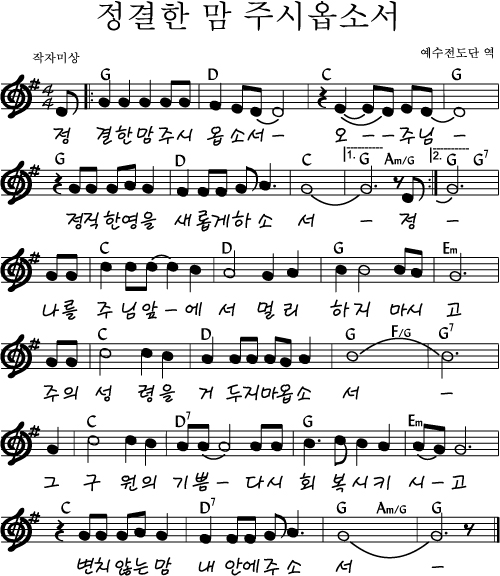 정결한 맘 주시옵소서
작자미상
예수전도단 역
G D C G
정 결한맘주시 옵소서- 오---주님-
G D C 1. Am/G 2. G G7
정직한영을 새롭게하소 서 - 정 -
C D G Em
나를 주님앞-에 서 멀리 하지 마시 고
C D G F/G G7
주의 성 령을 거 두지마옵소 서 -
C D7 G Em
그 구 원의 기쁨- 다시 회 복시키 시-고
C D7 G Am/G G
변치않는맘 내 안에주소 서 -